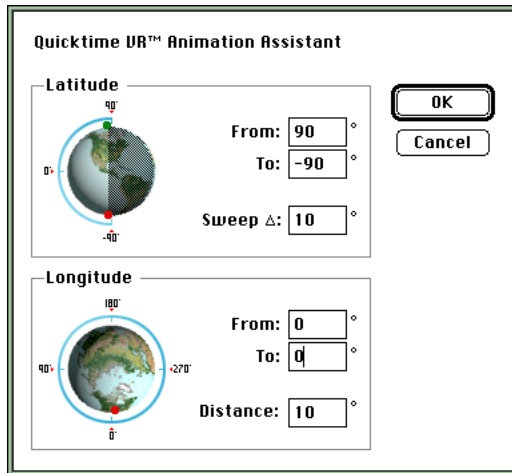 Quicktime VR™ Animation Assistant
Latitude
90°
0°
-90°
From: 90 °
To: -90 °
Sweep Δ: 10 °
OK
Cancel
Longitude
180°
90°
270°
0°
From: 0 °
To: 0 °
Distance: 10 °